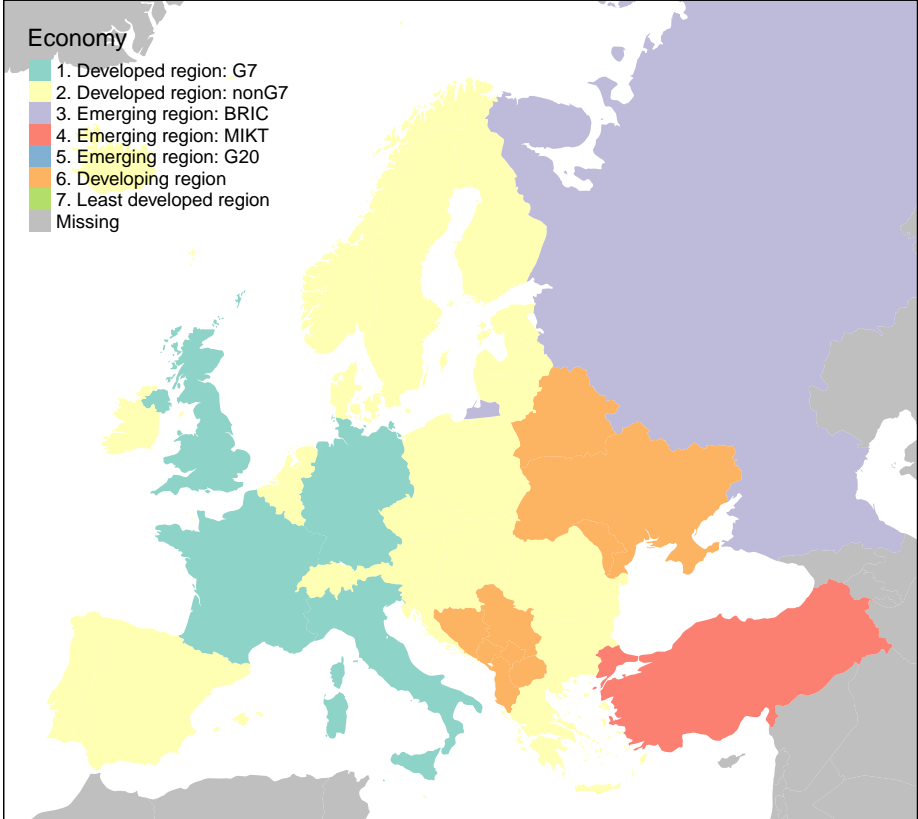 Economy
1. Developed region: G7
2. Developed region: nonG7
3. Emerging region: BRIC
4. Emerging region: MIKT
5. Emerging region: G20
6. Developing region
7. Least developed region
Missing